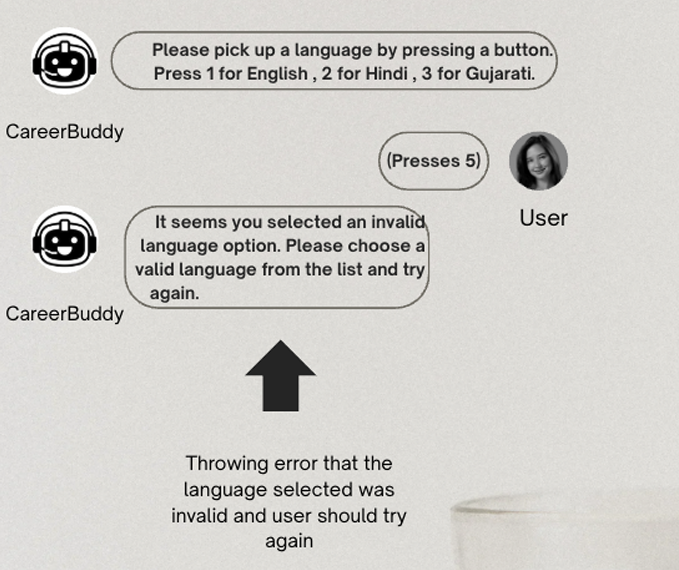 Please pick up a language by pressing a button.
Press 1 for English , 2 for Hindi , 3 for Gujarati.
CareerBuddy
(Presses 5)
User
It seems you selected an invalid
language option. Please choose a
valid language from the list and try
again.
CareerBuddy
Throwing error that the
language selected was
invalid and user should try
again